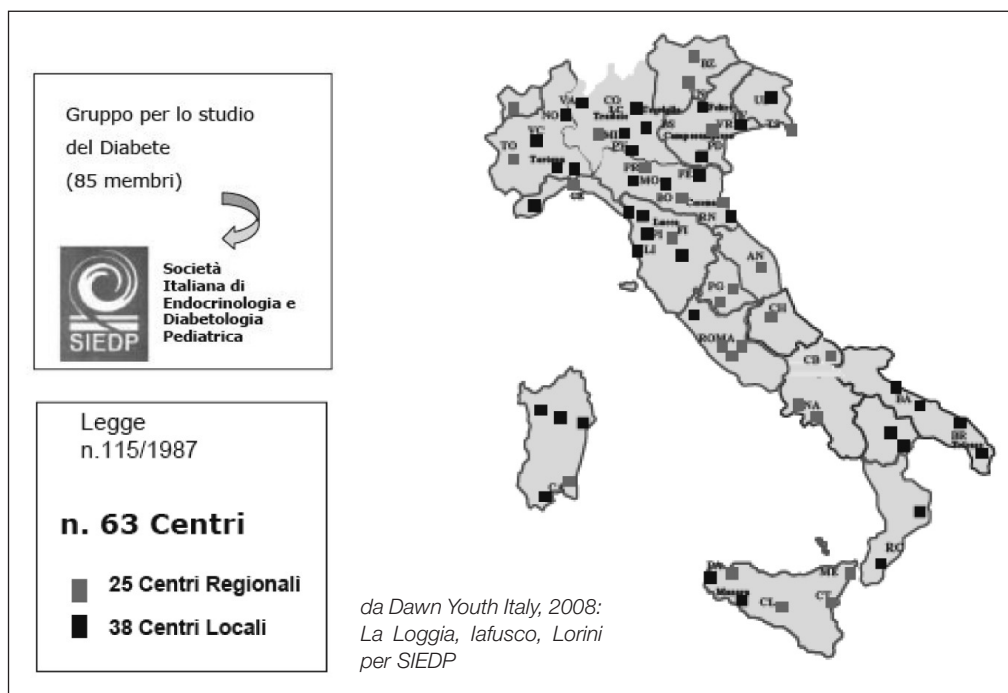 Gruppo per lo studio
del Diabete
(85 membri)
SIEDP
Società
Italiana di
Endocrinologia e
Diabetologia
Pediatrica
Legge
n.115/1987
n. 63 Centri
25 Centri Regionali
38 Centri Locali
da Dawn Youth Italy, 2008:
La Loggia, Iafusco, Lorini
per SIEDP
BZ
VA
CO
LC
NO
VC
TO
MI
PV
BS
VR
TS
PD
PR
MO
FE
BO
RN
GE
Lucca
PI
FI
LI
AN
PG
CH
ROMA
CB
NA
BA
BR
CA
RC
PA
ME
CL
CT